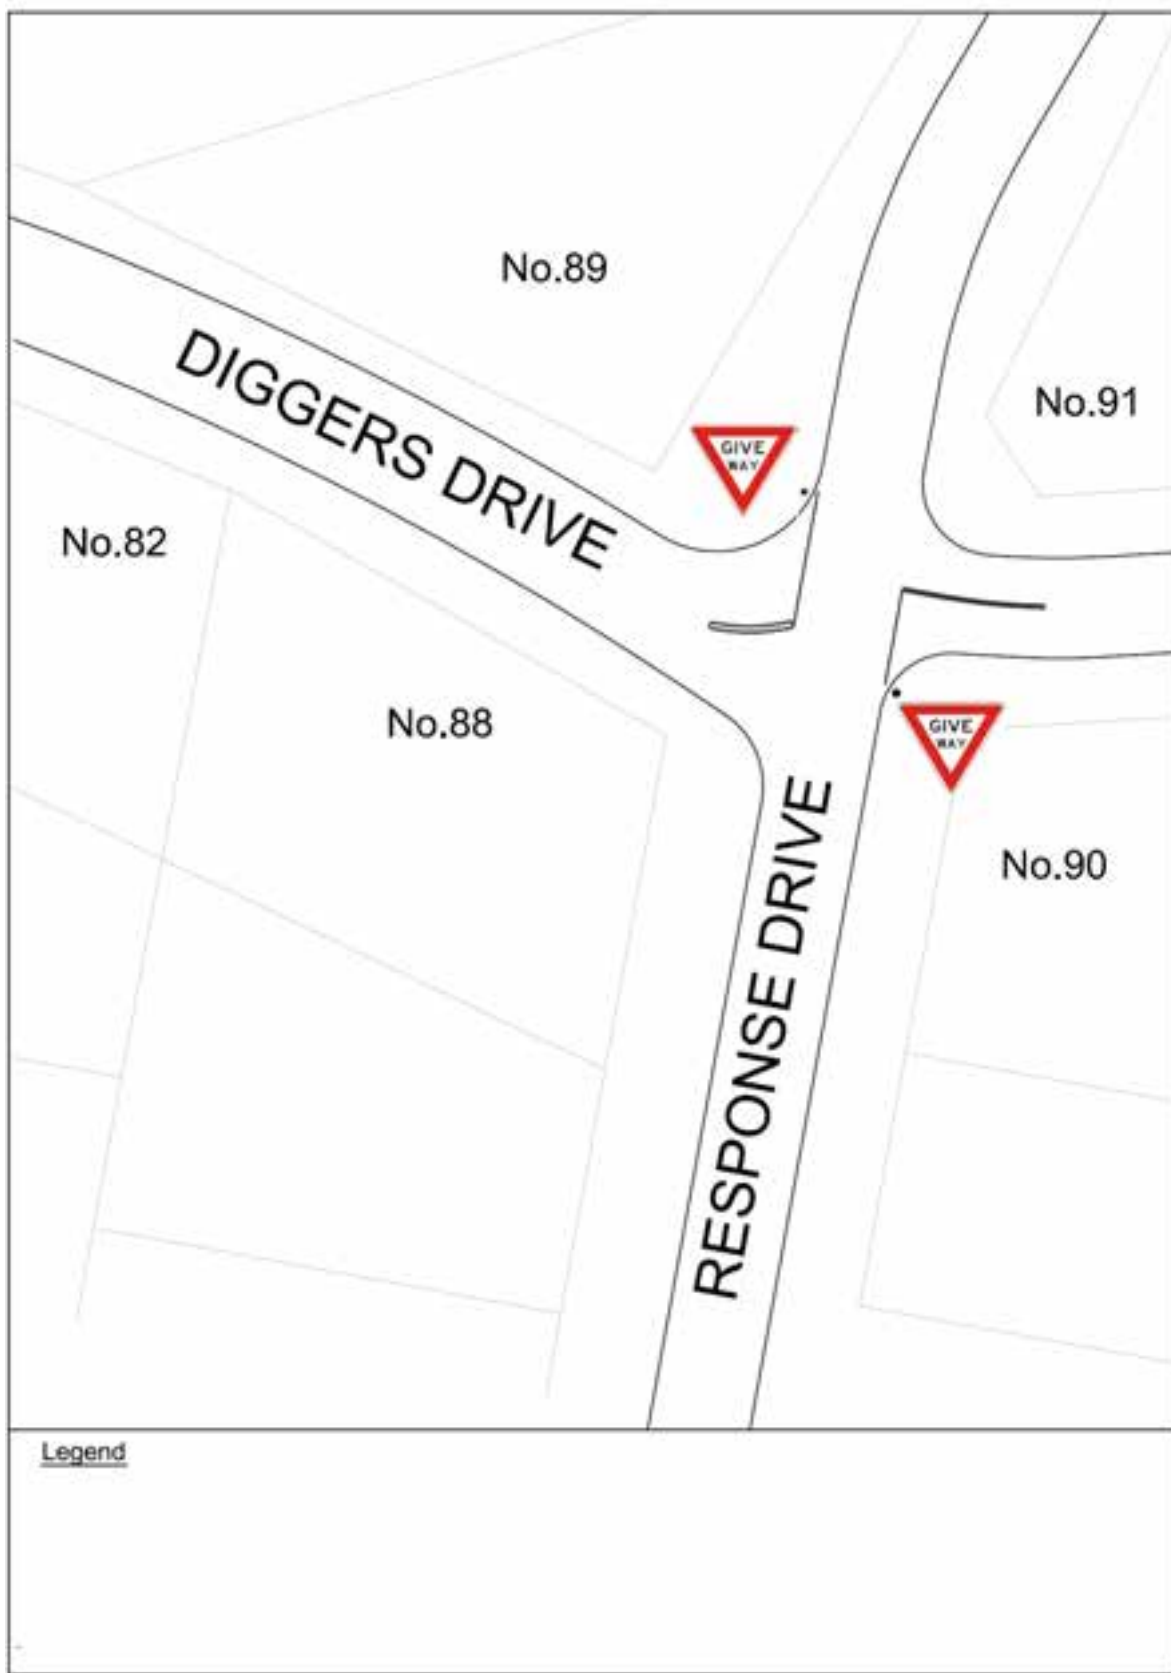 No.89
DIGGERS DRIVE
No.91
GIVE
WAY
No.82
No.88
GIVE
WAY
No.90
RESPONSE DRIVE
Legend